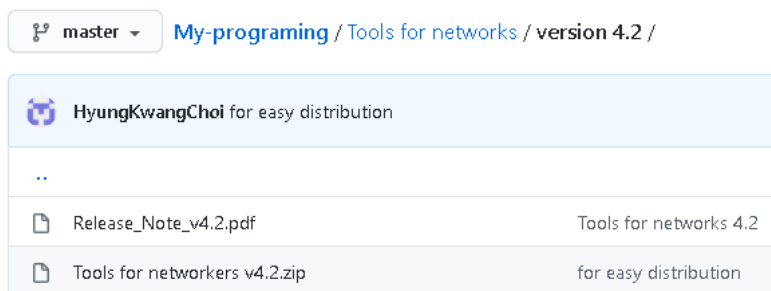 master My-programing / Tools for networks / version 4.2 /
HyungKwangChoi for easy distribution
..
Release_Note_v4.2.pdf Tools for networks 4.2
Tools for networkers v4.2.zip for easy distribution